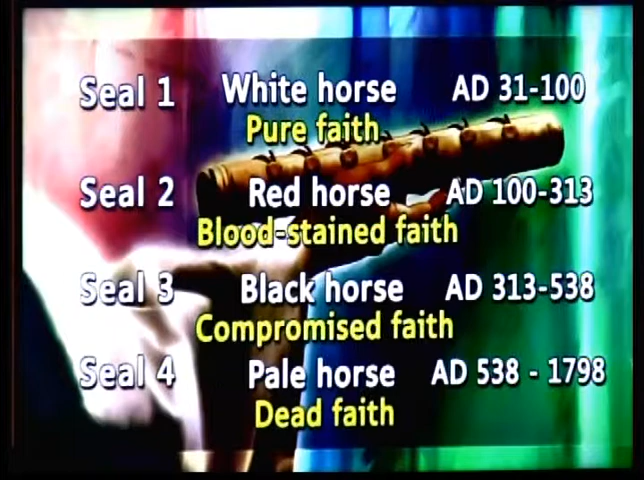 Seal 1 White horse AD 31-100
Pure faith
Seal 2 Red horse AD 100-313
Blood-stained faith
Seal 3 Black horse AD 313-538
Compromised faith
Seal 4 Pale horse AD 538 - 1798
Dead faith